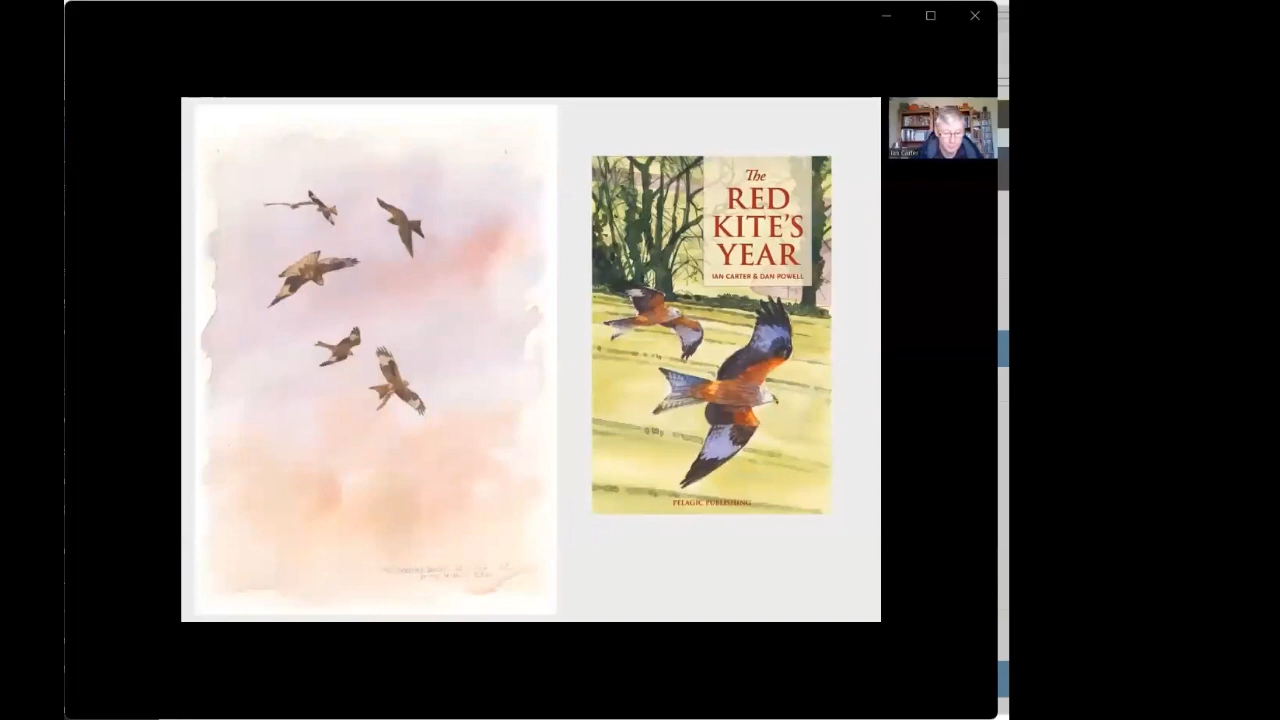 The
RED
KITE'S
YEAR
IAN CARTER & DAN POWELL
PELAGIC PUBLISHING
Ian Carter